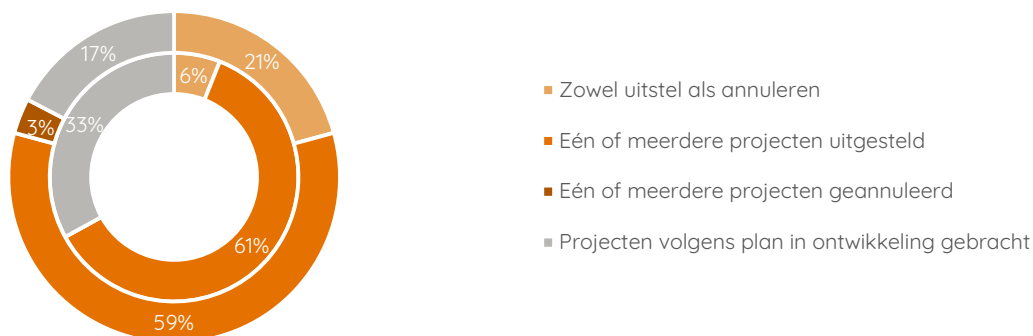 17%
21%
6%
3%
33%
61%
59%
Zowel uitstel als annuleren
Eén of meerdere projecten uitgesteld
Eén of meerdere projecten geannuleerd
Projecten volgens plan in ontwikkeling gebracht